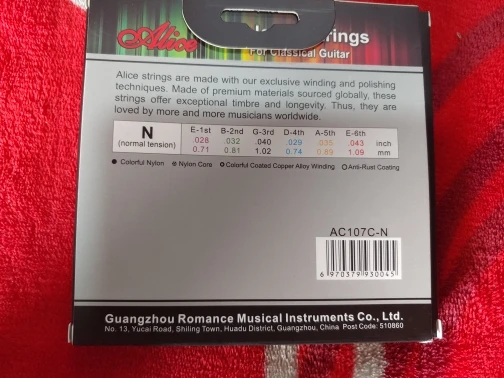 Alice
rings
For Classical Guitar
Alice strings are made with our exclusive winding and polishing
techniques. Made of premium materials sourced globally, these
strings offer exceptional timbre and longevity. Thus, they are
loved by more and more musicians worldwide.
N (normal tension)
E-1st B-2nd G-3rd D-4th A-5th E-6th
.028 .032 .040 .029 .035 .043 inch
0.71 0.81 1.02 0.74 0.89 1.09 mm
Colorful Nylon Nylon Core Colorful Coated Copper Alloy Winding Anti-Rust Coating
AC107C-N
6 970379 930045
Guangzhou Romance Musical Instruments Co., Ltd.
No. 13, Yucai Road, Shiling Town, Huadu District, Guangzhou, China Post Code: 510860